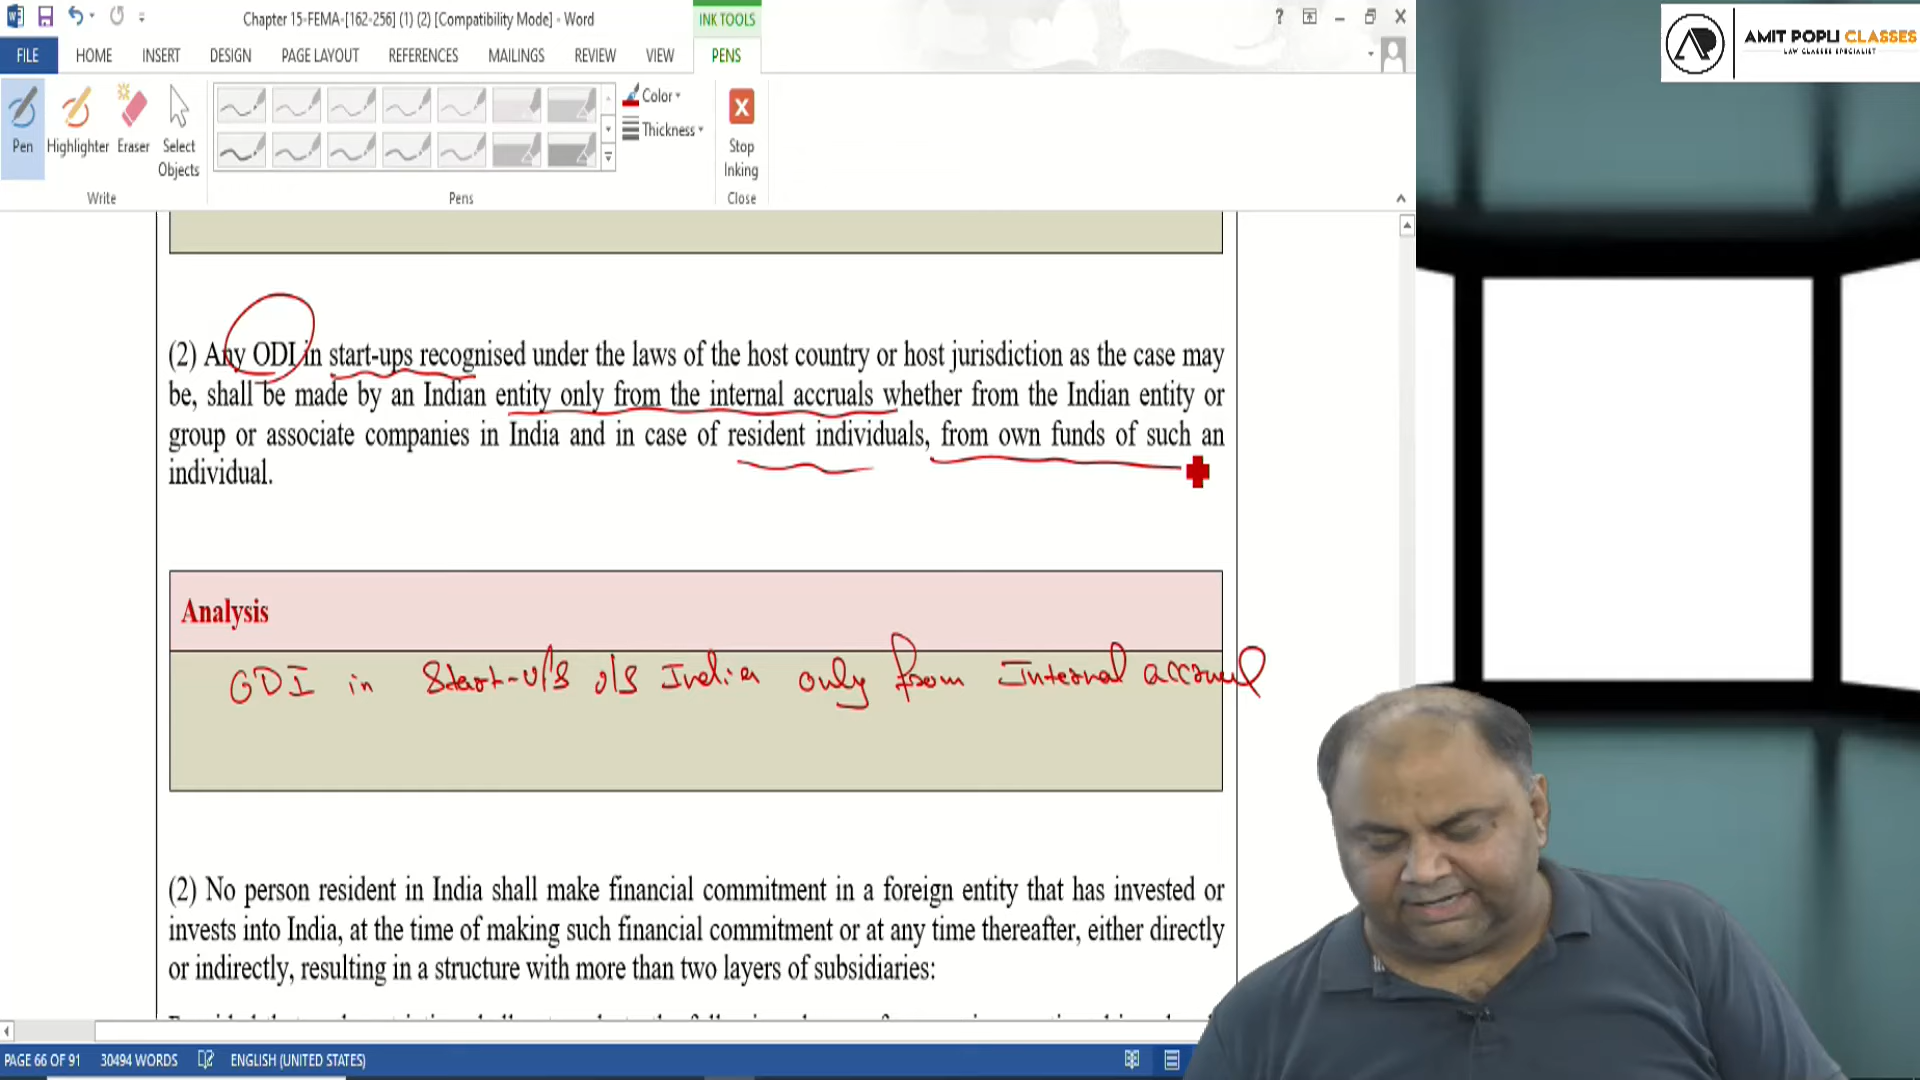 Chapter 15-FEMA-[162-256] (1) (2) [Compatibility Mode] - Word
INK TOOLS
?
AMIT POPLI CLASSES
LAW CLASSES SPECIALIST
FILE HOME INSERT DESIGN PAGE LAYOUT REFERENCES MAILINGS REVIEW VIEW PENS
Pen
Highlighter
Eraser
Select Objects
Color
Thickness
Stop Inking
Write
Pens
Close
(2) Any ODI in start-ups recognised under the laws of the host country or host jurisdiction as the case may
be, shall be made by an Indian entity only from the internal accruals whether from the Indian entity or
group or associate companies in India and in case of resident individuals, from own funds of such an
individual.
Analysis
ODI in Start-U/S o/s India only from Internal accrual
(2) No person resident in India shall make financial commitment in a foreign entity that has invested or
invests into India, at the time of making such financial commitment or at any time thereafter, either directly
or indirectly, resulting in a structure with more than two layers of subsidiaries:
PAGE 66 OF 91 30494 WORDS ENGLISH (UNITED STATES)